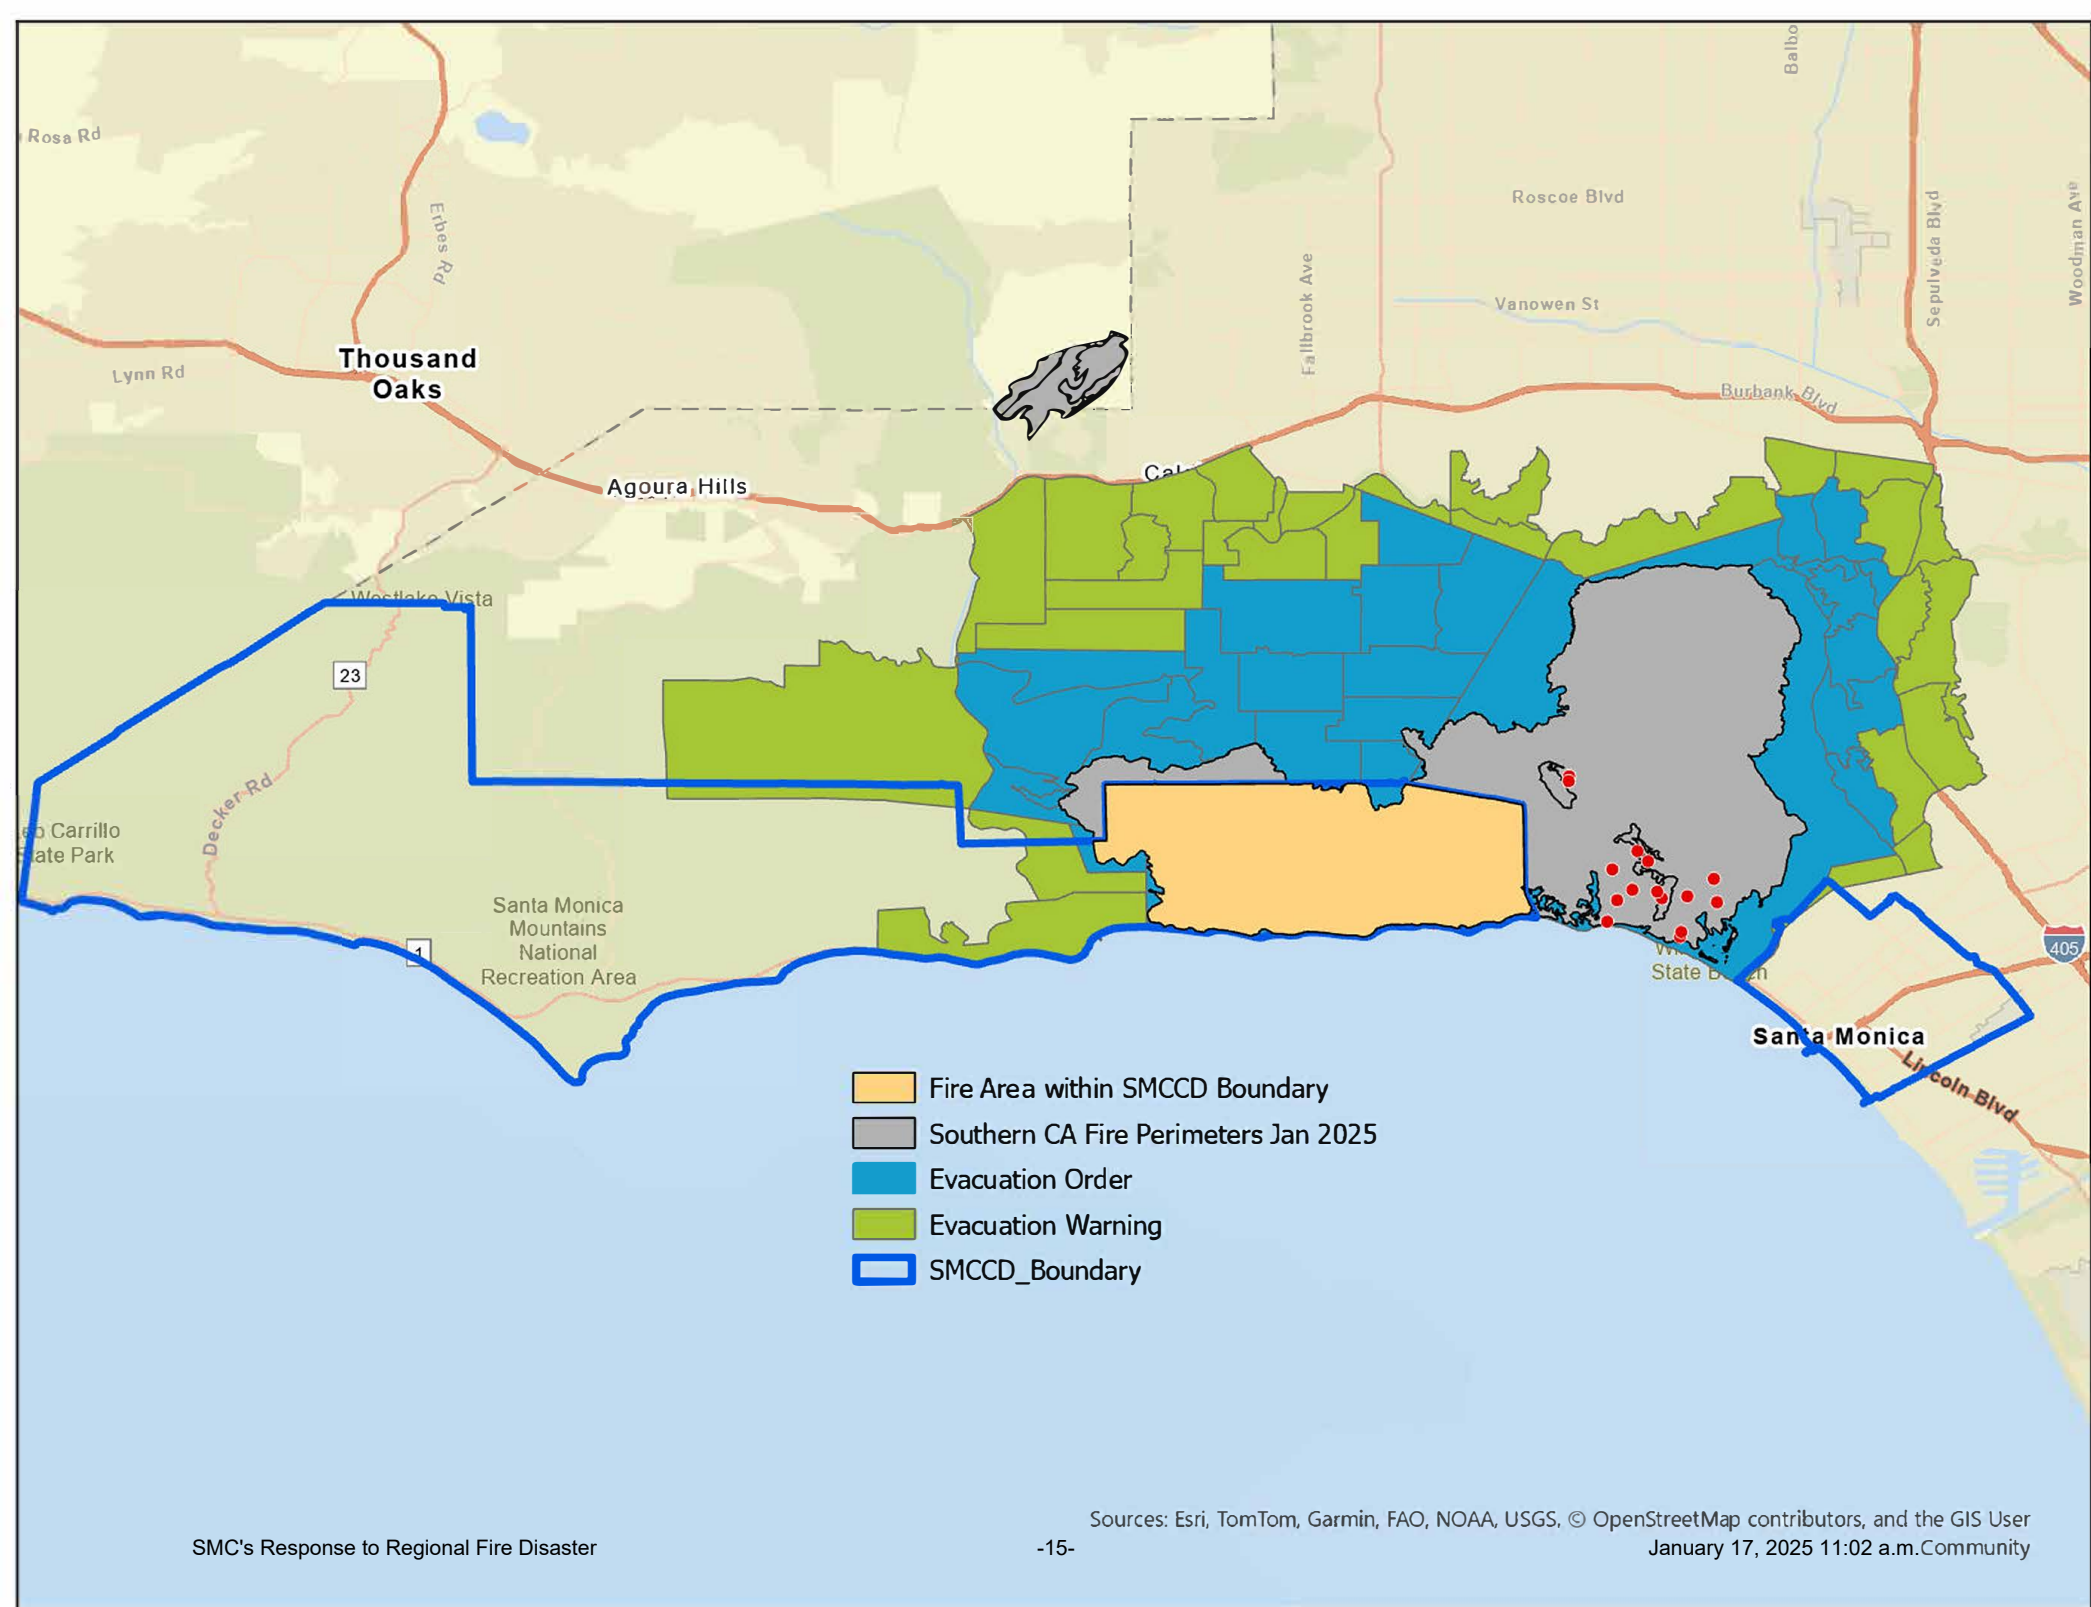 Balbo
Rosa Rd
Erbes Rd
Roscoe Blvd
Sepulveda Blvd
Woodman Ave
Fallbrook Ave
Vanowen St
Thousand
Oaks
Lynn Rd
Burbank Blvd
Agoura Hills
Westlake Vista
23
Decker Rd
Carrillo
State Park
Santa Monica
Mountains
National
Recreation Area
1
405
State
Santa Monica
Lincoln Blvd
Fire Area within SMCCD Boundary
Southern CA Fire Perimeters Jan 2025
Evacuation Order
Evacuation Warning
SMCCD_Boundary
Sources: Esri, TomTom, Garmin, FAO, NOAA, USGS, © OpenStreetMap contributors, and the GIS User
SMC's Response to Regional Fire Disaster -15- January 17, 2025 11:02 a.m. Community